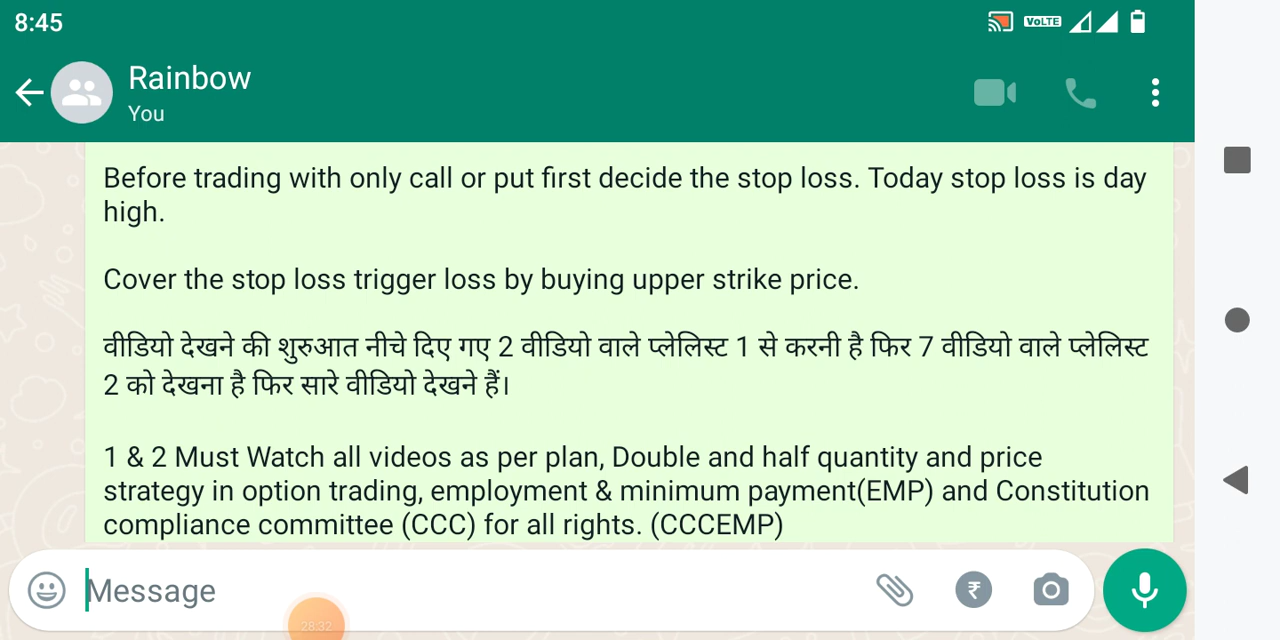 8:45
VoLTE
Rainbow
You
Before trading with only call or put first decide the stop loss. Today stop loss is day
high.
Cover the stop loss trigger loss by buying upper strike price.
वीडियो देखने की शुरुआत नीचे दिए गए 2 वीडियो वाले प्लेलिस्ट 1 से करनी है फिर 7 वीडियो वाले प्लेलिस्ट
2 को देखना है फिर सारे वीडियो देखने हैं।
1 & 2 Must Watch all videos as per plan, Double and half quantity and price
strategy in option trading, employment & minimum payment(EMP) and Constitution
compliance committee (CCC) for all rights. (CCCEMP)
Message
₹
28:32